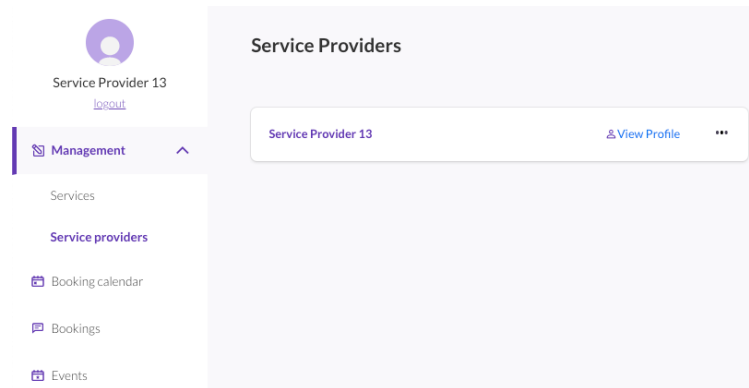 Service Provider 13
logout
Management
Services
Service providers
Booking calendar
Bookings
Events
Service Providers
Service Provider 13
View Profile